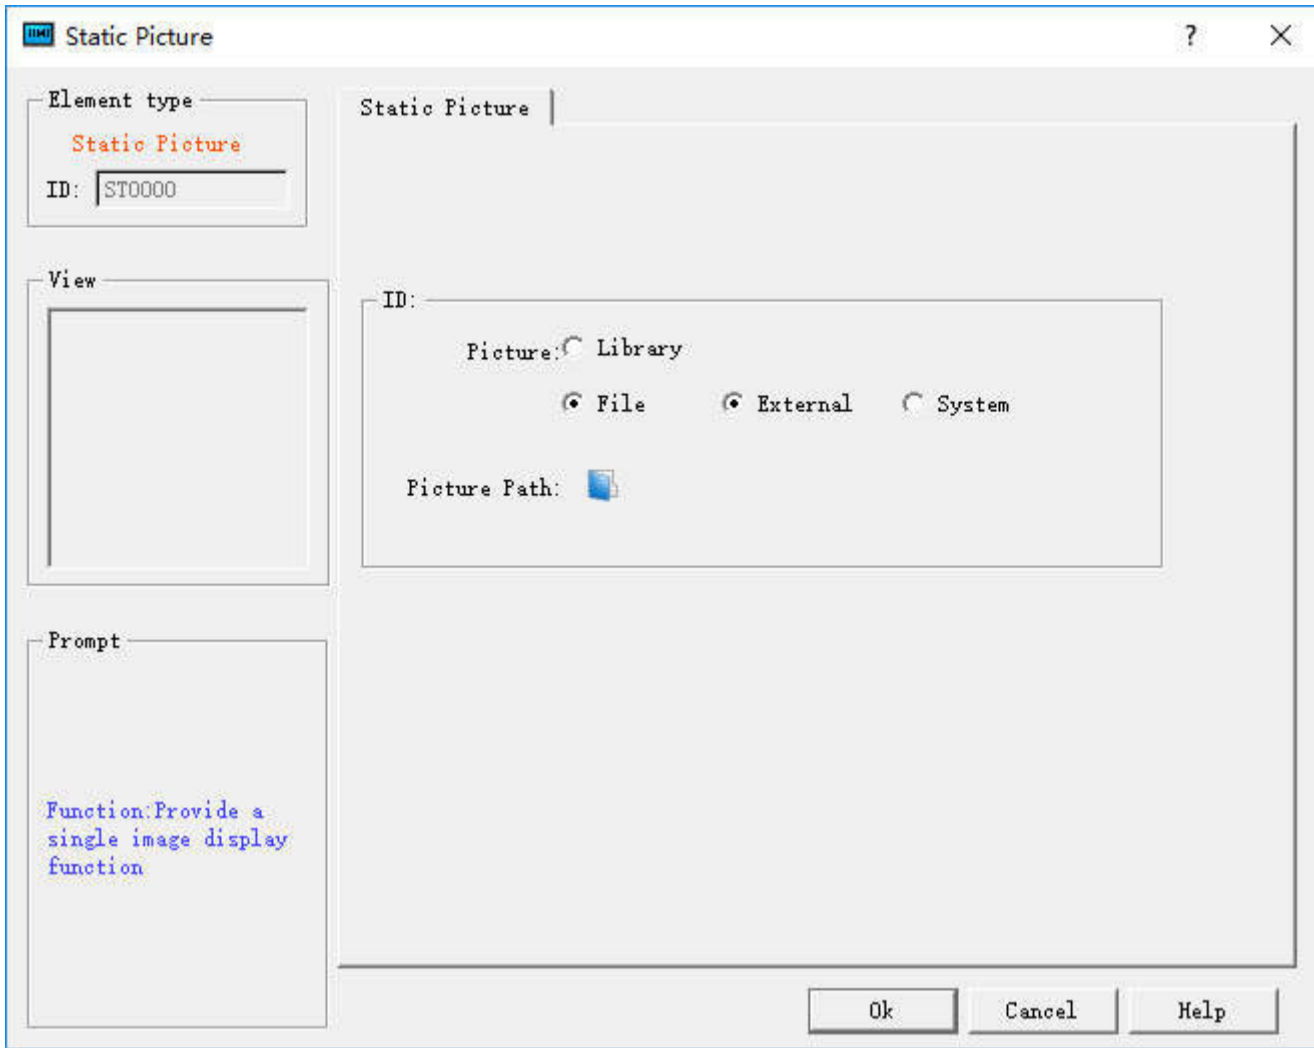 Static Picture
?
Element type
Static Picture
ID: ST0000
View
Prompt
Function:Provide a
single image display
function
Static Picture
ID:
Picture: Library
File External System
Picture Path:
Ok Cancel Help